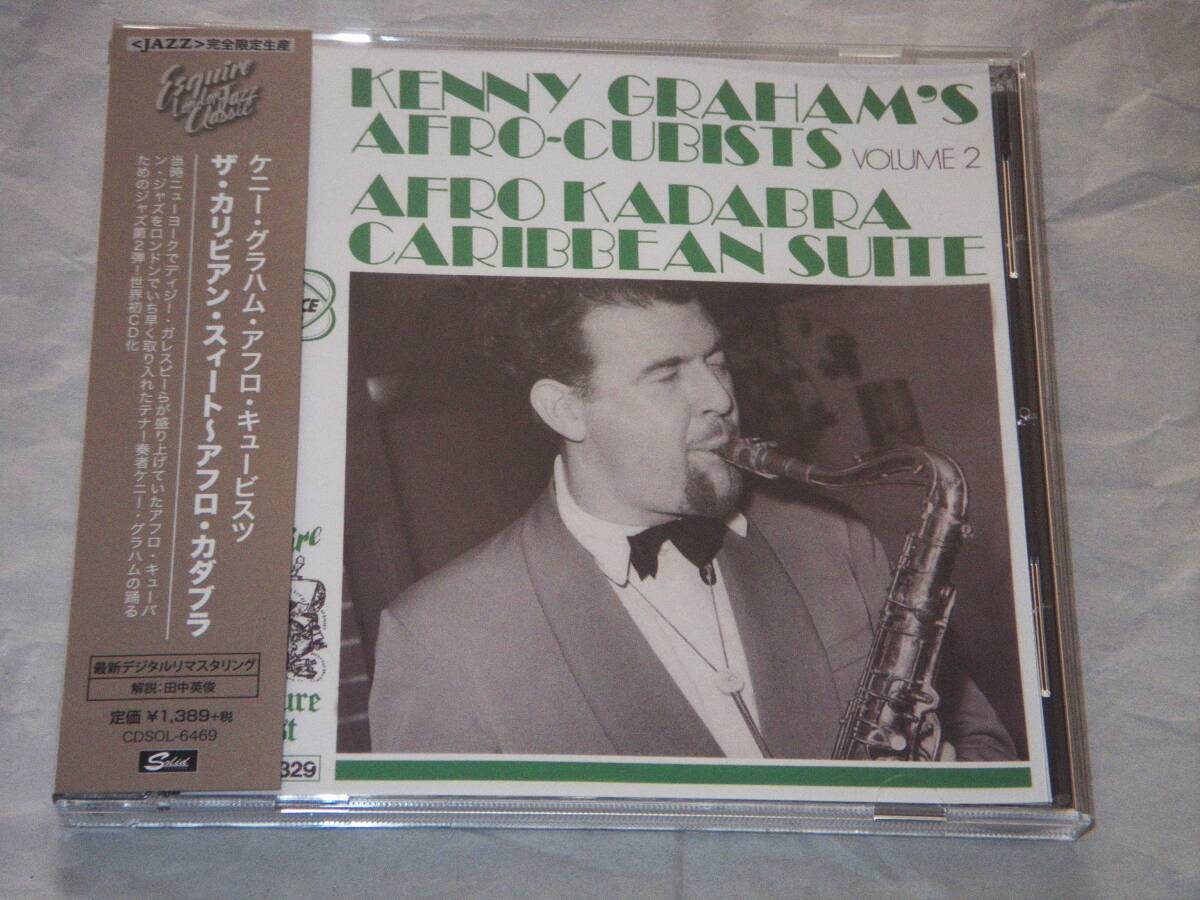 <JAZZ>完全限定生産
Esquire
London Jazz
Classic
ケニー・グラハム・アフロ・キュービスツ
ザ・カリビアン・スィート〜アフロ・カダブラ
当時ニューヨークでディジー・ガレスピーらが盛り上げていたアフロ・キューバ
ン・ジャズをロンドンでいち早く取り入れたテナー奏者ケニー・グラハムの踊る
ためのジャズ第2弾!世界初CD化
最新デジタルリマスタリング
解説:田中英俊
定価 ¥1,389+税
CDSOL-6469
Solid
KENNY GRAHAM'S
AFRO-CUBISTS VOLUME 2
AFRO KADABRA
CARIBBEAN SUITE
CE
ire
ure
st
329